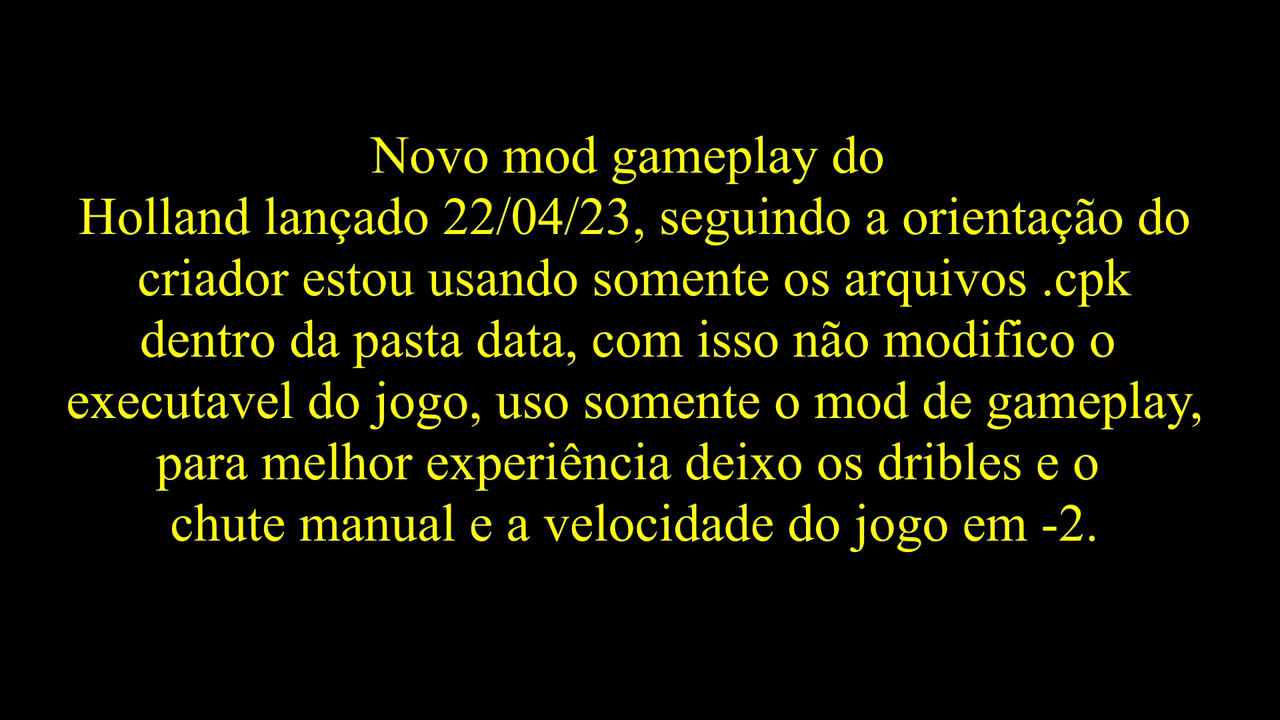 Novo mod gameplay do
Holland lançado 22/04/23, seguindo a orientação do
criador estou usando somente os arquivos .cpk
dentro da pasta data, com isso não modifico o
executavel do jogo, uso somente o mod de gameplay,
para melhor experiência deixo os dribles e o
chute manual e a velocidade do jogo em -2.